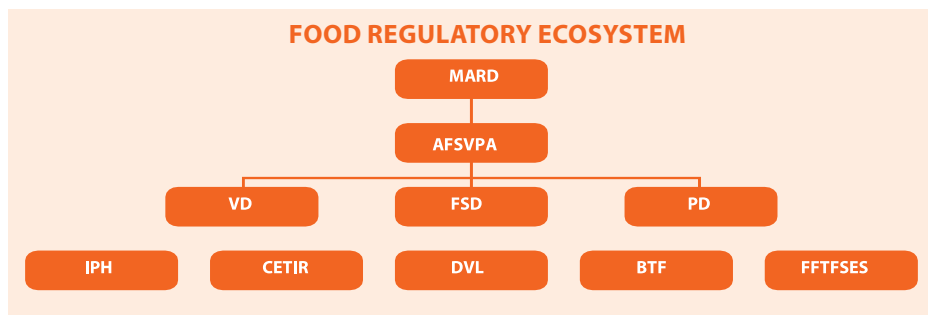 FOOD REGULATORY ECOSYSTEM
MARD
AFSVPA
VD
FSD
PD
IPH
CETIR
DVL
BTF
FFTFSES